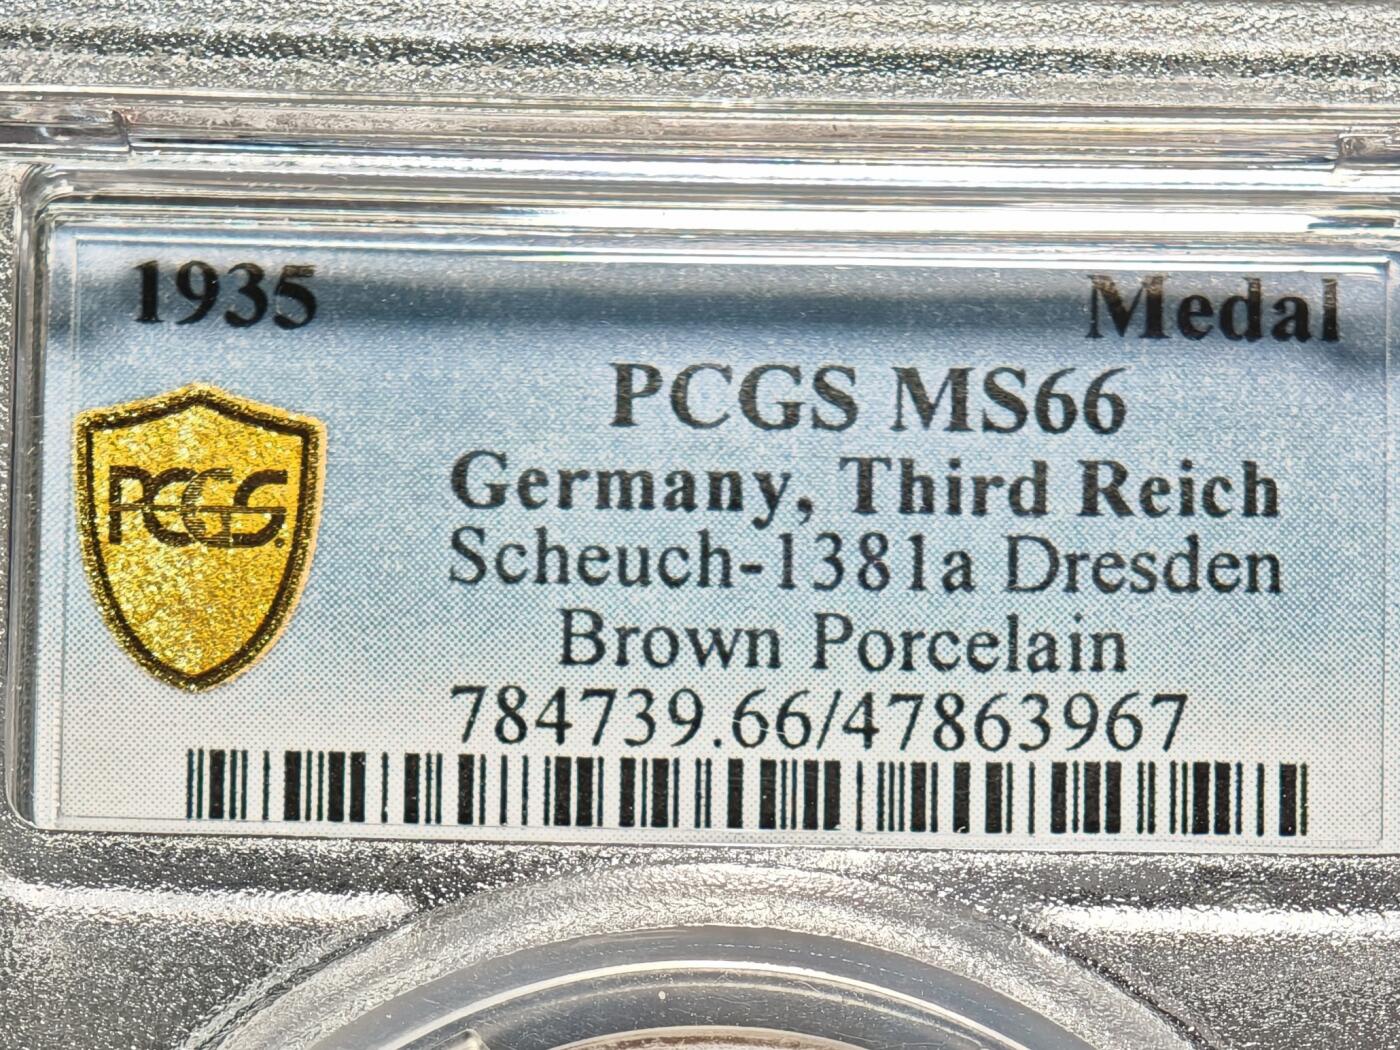 1935 Medal
PCGS MS66
Germany, Third Reich
PCGS
Scheuch-1381a Dresden
Brown Porcelain
784739.66/47863967